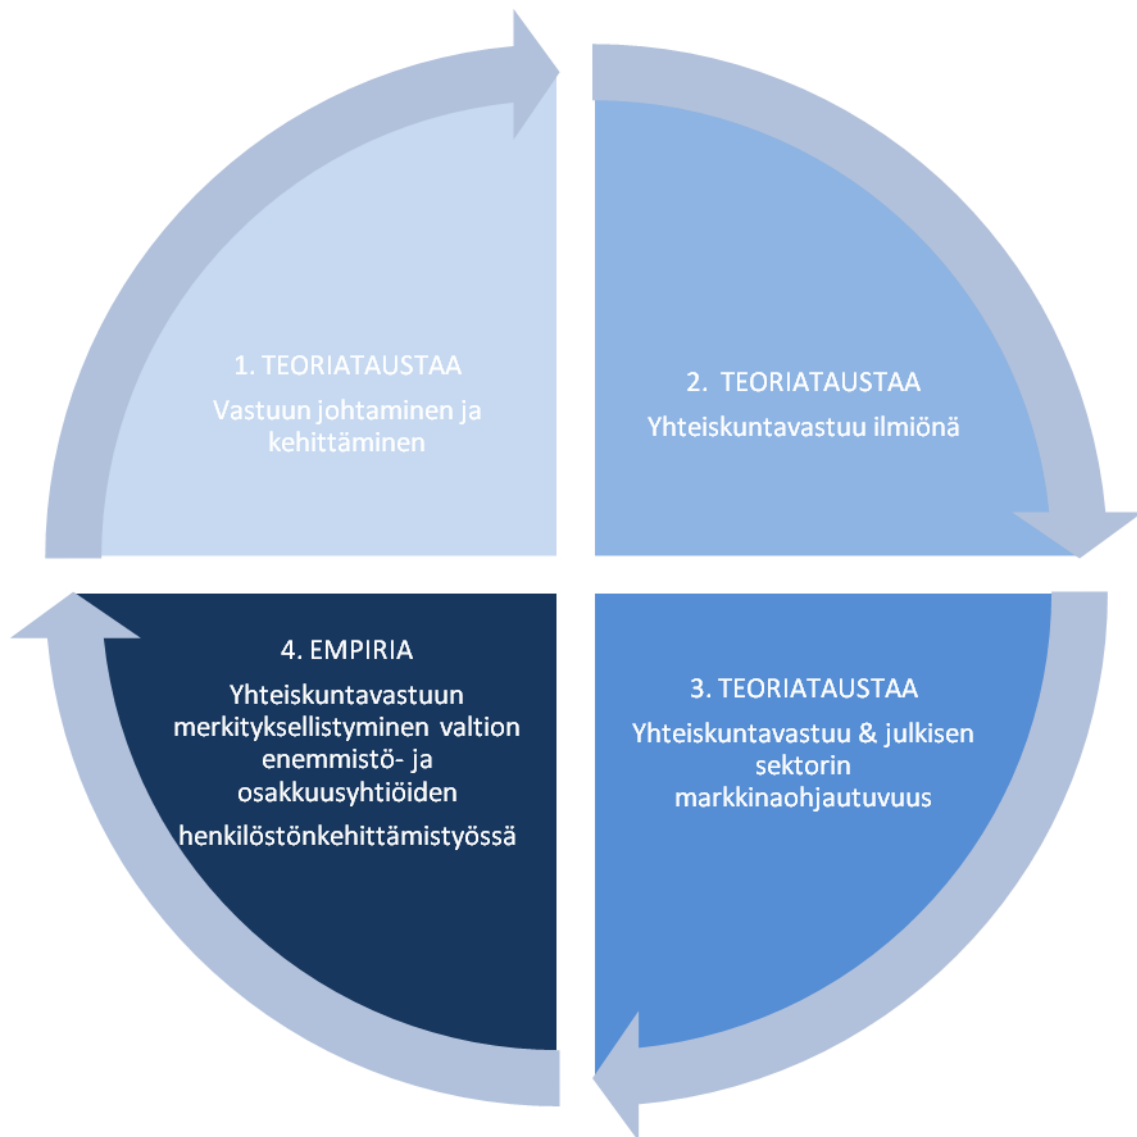 1. TEORIATAUSTAA
Vastuun johtaminen ja
kehittäminen
2. TEORIATAUSTAA
Yhteiskuntavastuu ilmiönä
4. EMPIRIA
Yhteiskuntavastuun
merkityksellistyminen valtion
enemmistö- ja
osakkuusyhtiöiden
henkilöstönkehittämistyössä
3. TEORIATAUSTAA
Yhteiskuntavastuu & julkisen
sektorin
markkinaohjautuvuus